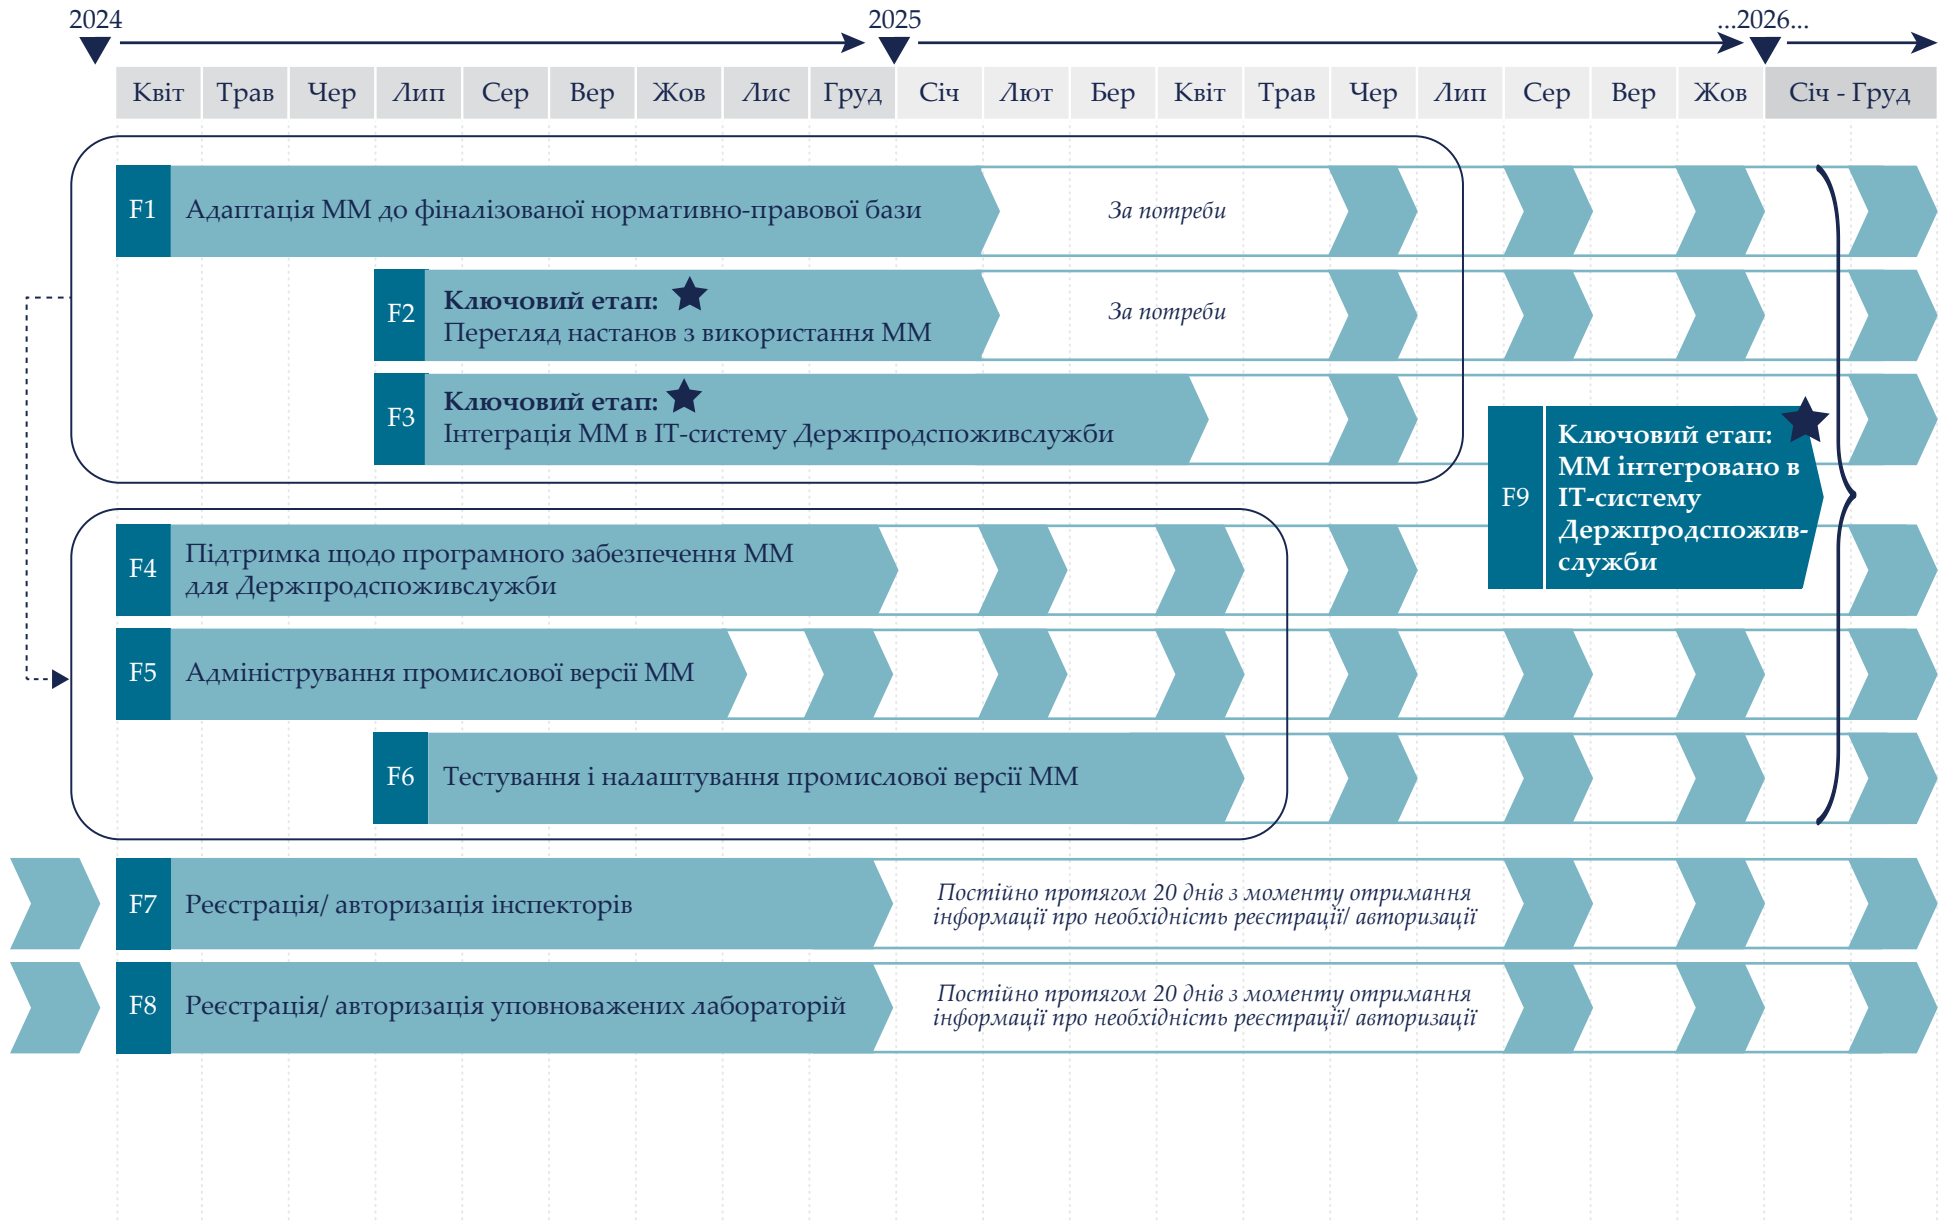 2024
2025
...2026...
Квіт
Трав
Чер
Лип
Сер
Вер
Жов
Лис
Груд
Січ
Лют
Бер
Квіт
Трав
Чер
Лип
Сер
Вер
Жов
Січ - Груд
F1
Адаптація ММ до фіналізованої нормативно-правової бази
За потреби
F2
Ключовий етап:
Перегляд настанов з використання ММ
За потреби
F3
Ключовий етап:
Інтеграція ММ в ІТ-систему Держпродспоживслужби
F9
Ключовий етап:
ММ інтегровано в
ІТ-систему
Держпродспожив-
служби
F4
Підтримка щодо програмного забезпечення ММ
для Держпродспоживслужби
F5
Адміністрування промислової версії ММ
F6
Тестування і налаштування промислової версії ММ
F7
Реєстрація/ авторизація інспекторів
Постійно протягом 20 днів з моменту отримання
інформації про необхідність реєстрації/ авторизації
F8
Реєстрація/ авторизація уповноважених лабораторій
Постійно протягом 20 днів з моменту отримання
інформації про необхідність реєстрації/ авторизації